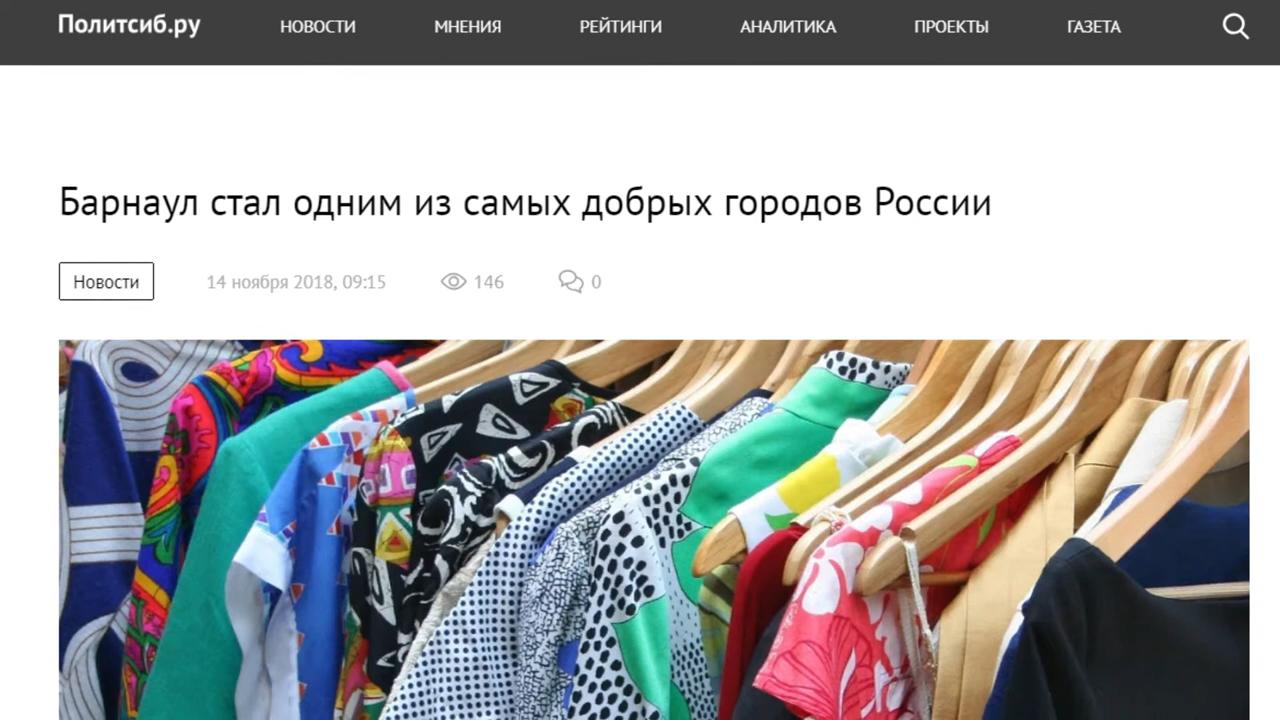 Политсиб.ру НОВОСТИ МНЕНИЯ РЕЙТИНГИ АНАЛИТИКА ПРОЕКТЫ ГАЗЕТА
Барнаул стал одним из самых добрых городов России
Новости 14 ноября 2018, 09:15 146 0